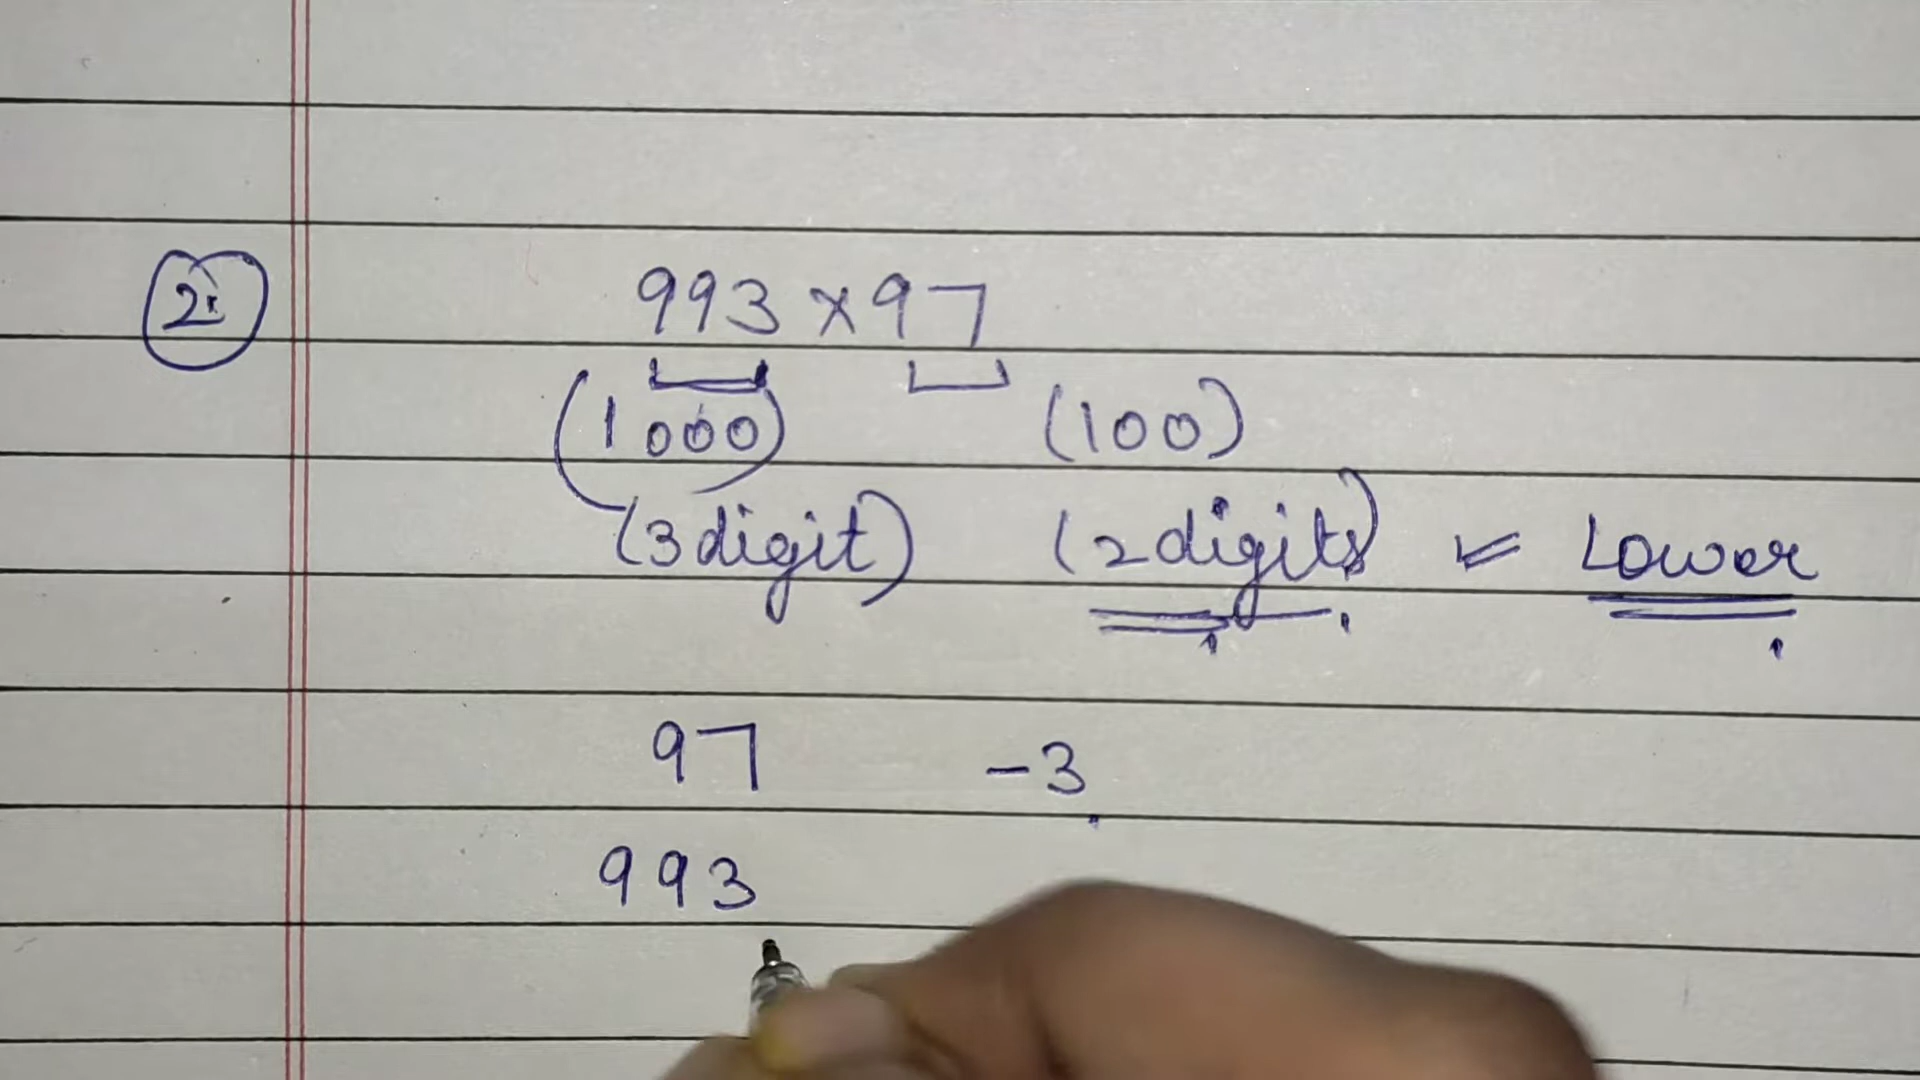 2.
993 × 97
(1000) (100)
(3 digit) (2 digits) = Lower
97 -3
993